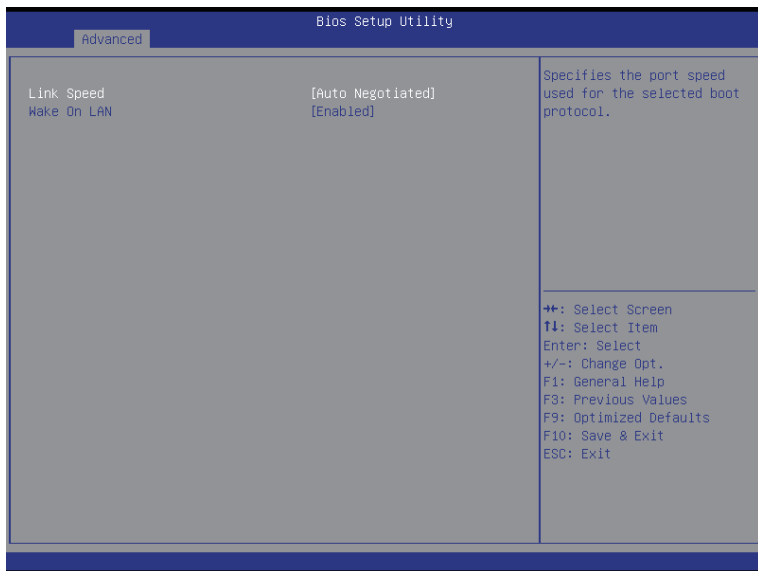 Bios Setup Utility
Advanced
Link Speed [Auto Negotiated]
Wake On LAN [Enabled]
Specifies the port speed
used for the selected boot
protocol.
→←: Select Screen
↑↓: Select Item
Enter: Select
+/-: Change Opt.
F1: General Help
F3: Previous Values
F9: Optimized Defaults
F10: Save & Exit
ESC: Exit